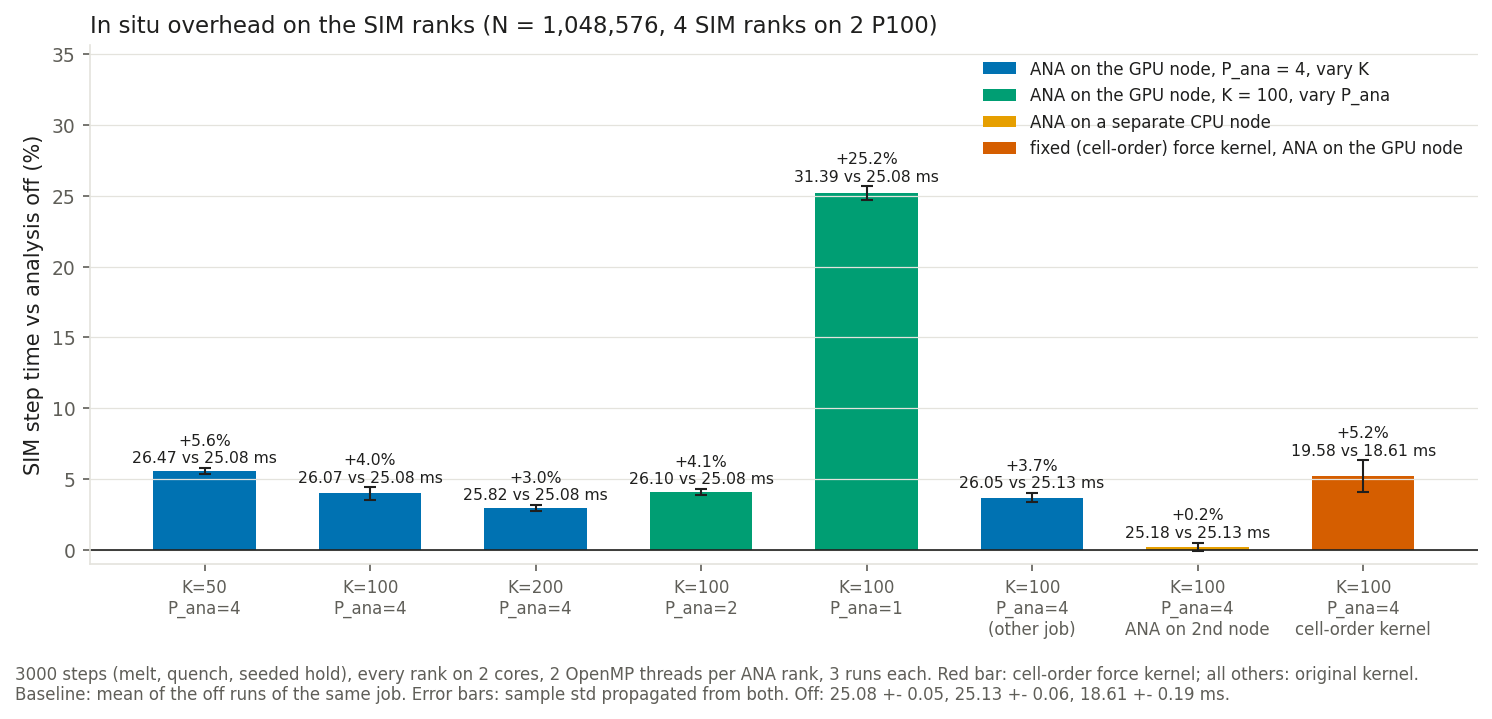 In situ overhead on the SIM ranks (N = 1,048,576, 4 SIM ranks on 2 P100)
SIM step time vs analysis off (%)
35
30
25
20
15
10
5
0
ANA on the GPU node, P_ana = 4, vary K
ANA on the GPU node, K = 100, vary P_ana
ANA on a separate CPU node
fixed (cell-order) force kernel, ANA on the GPU node
+5.6%
26.47 vs 25.08 ms
+4.0%
26.07 vs 25.08 ms
+3.0%
25.82 vs 25.08 ms
+4.1%
26.10 vs 25.08 ms
+25.2%
31.39 vs 25.08 ms
+3.7%
26.05 vs 25.13 ms
+0.2%
25.18 vs 25.13 ms
+5.2%
19.58 vs 18.61 ms
K=50
P_ana=4
K=100
P_ana=4
K=200
P_ana=4
K=100
P_ana=2
K=100
P_ana=1
K=100
P_ana=4
(other job)
K=100
P_ana=4
ANA on 2nd node
K=100
P_ana=4
cell-order kernel
3000 steps (melt, quench, seeded hold), every rank on 2 cores, 2 OpenMP threads per ANA rank, 3 runs each. Red bar: cell-order force kernel; all others: original kernel.
Baseline: mean of the off runs of the same job. Error bars: sample std propagated from both. Off: 25.08 +- 0.05, 25.13 +- 0.06, 18.61 +- 0.19 ms.